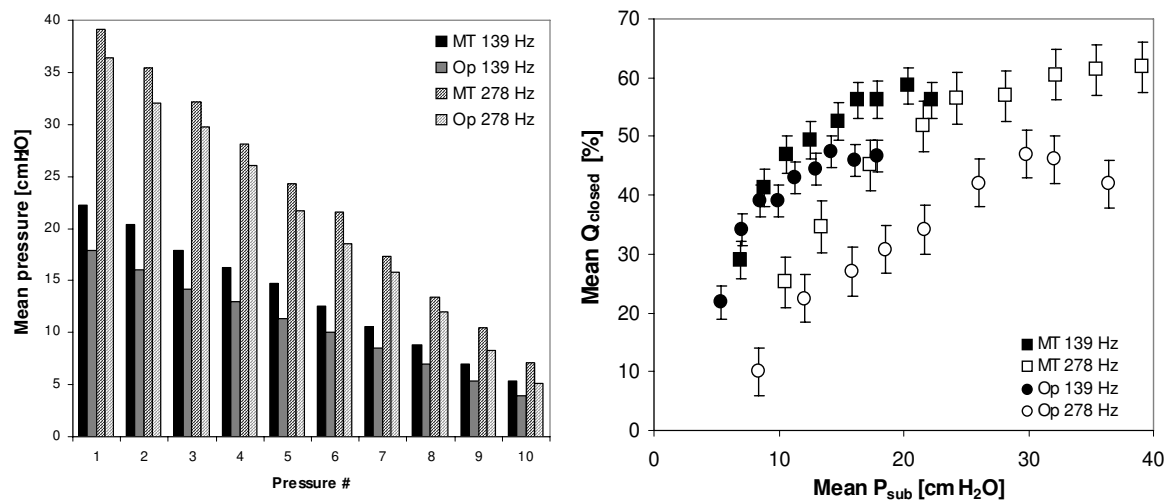 40
35
30
25
20
15
10
5
0
Mean pressure [cmHO]
MT 139 Hz
Op 139 Hz
MT 278 Hz
Op 278 Hz
1 2 3 4 5 6 7 8 9 10
Pressure #
70
60
50
40
30
20
10
0
Mean Qclosed [%]
MT 139 Hz
MT 278 Hz
Op 139 Hz
Op 278 Hz
0 10 20 30 40
Mean Psub [cm H2O]